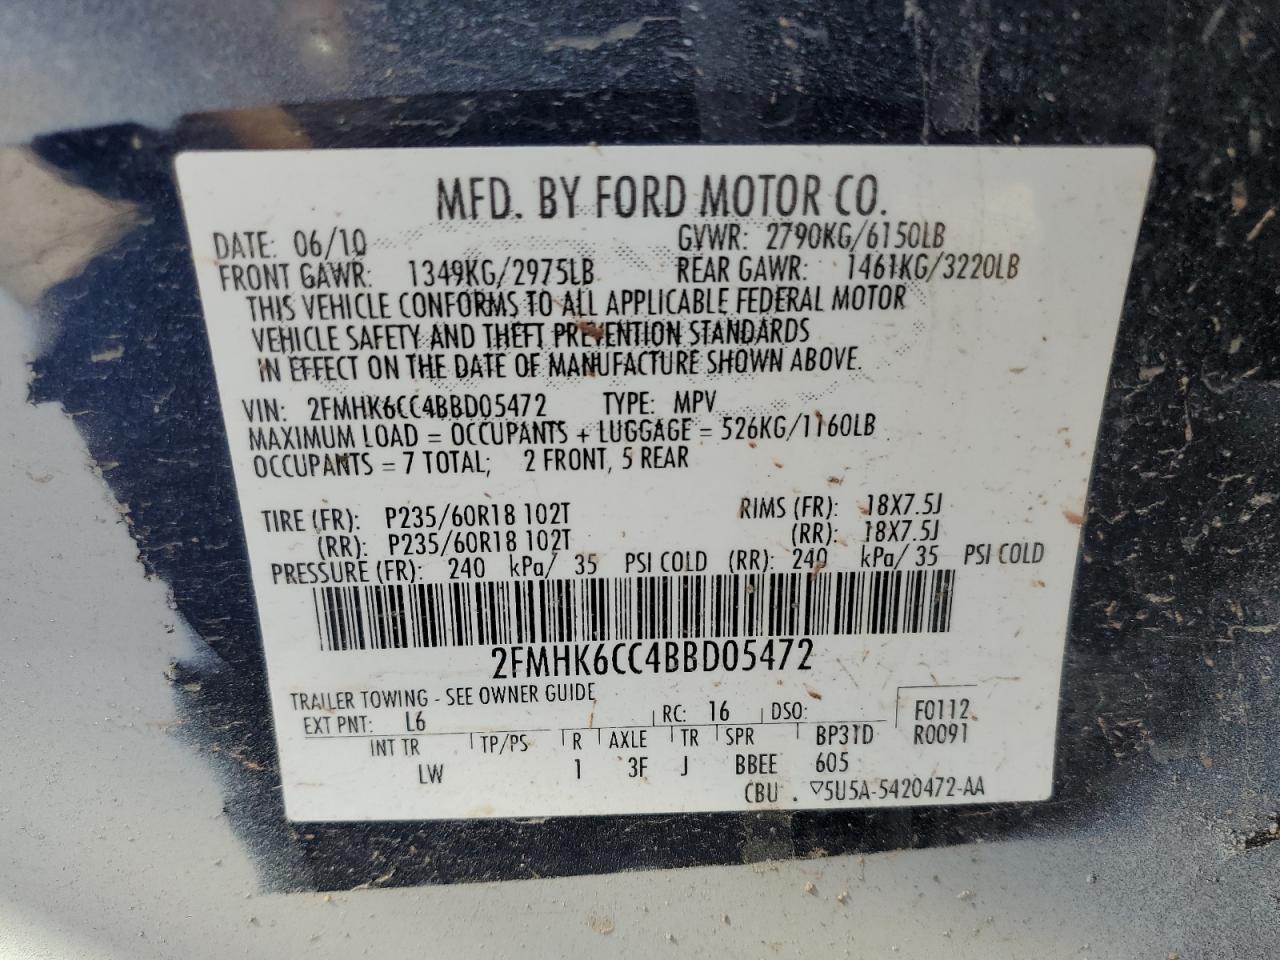 MFD. BY FORD MOTOR CO.
DATE: 06/10 GVWR: 2790KG/6150LB
FRONT GAWR: 1349KG/2975LB REAR GAWR: 1461KG/3220LB
THIS VEHICLE CONFORMS TO ALL APPLICABLE FEDERAL MOTOR
VEHICLE SAFETY AND THEFT PREVENTION STANDARDS
IN EFFECT ON THE DATE OF MANUFACTURE SHOWN ABOVE.
VIN: 2FMHK6CC4BBD05472 TYPE: MPV
MAXIMUM LOAD = OCCUPANTS + LUGGAGE = 526KG/1160LB
OCCUPANTS = 7 TOTAL; 2 FRONT, 5 REAR
TIRE (FR): P235/60R18 102T RIMS (FR): 18X7.5J
(RR): P235/60R18 102T (RR): 18X7.5J
PRESSURE (FR): 240 kPa/ 35 PSI COLD (RR): 240 kPa/ 35 PSI COLD
2FMHK6CC4BBD05472
TRAILER TOWING - SEE OWNER GUIDE
EXT PNT: L6 RC: 16 DSO: F0112
INT TR TP/PS R AXLE TR SPR BP31D R0091
LW 1 3F J BBEE 605
CBU . ▽5U5A-5420472-AA